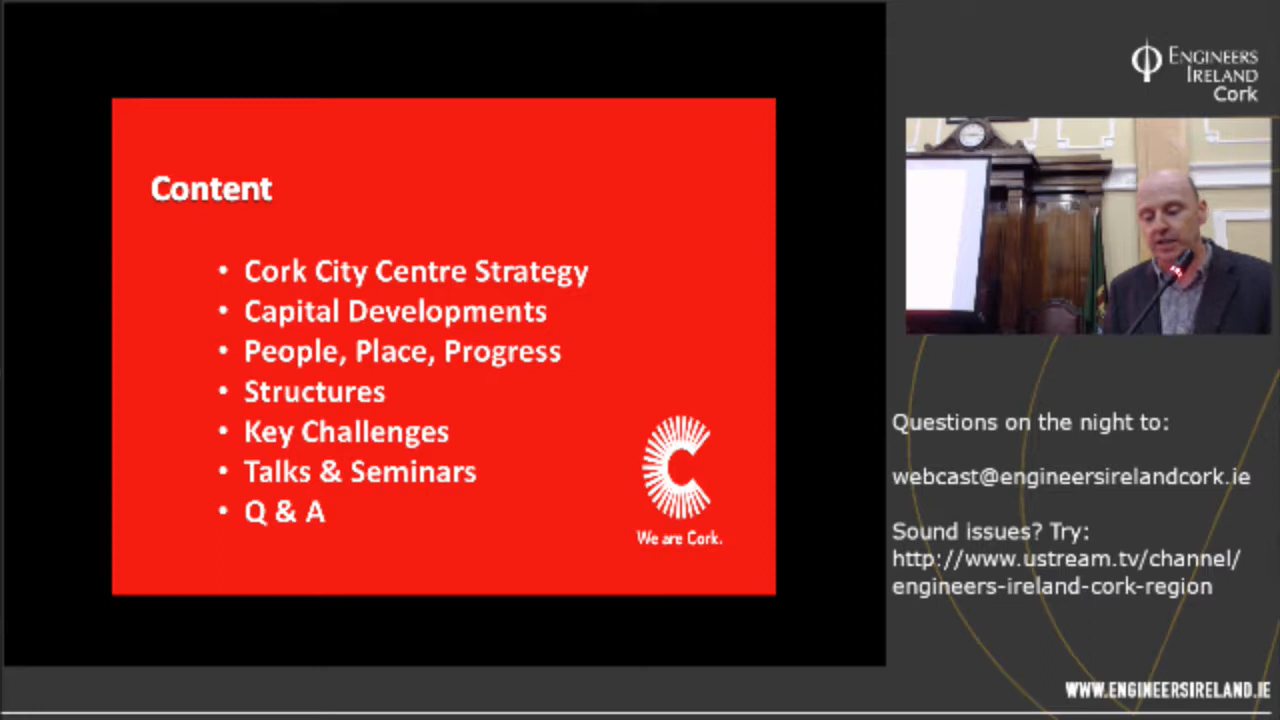 Content
• Cork City Centre Strategy
• Capital Developments
• People, Place, Progress
• Structures
• Key Challenges
• Talks & Seminars
• Q & A
We are Cork.
ENGINEERS
IRELAND
Cork
Questions on the night to:
webcast@engineersirelandcork.ie
Sound issues? Try:
http://www.ustream.tv/channel/
engineers-ireland-cork-region
WWW.ENGINEERSIRELAND.IE